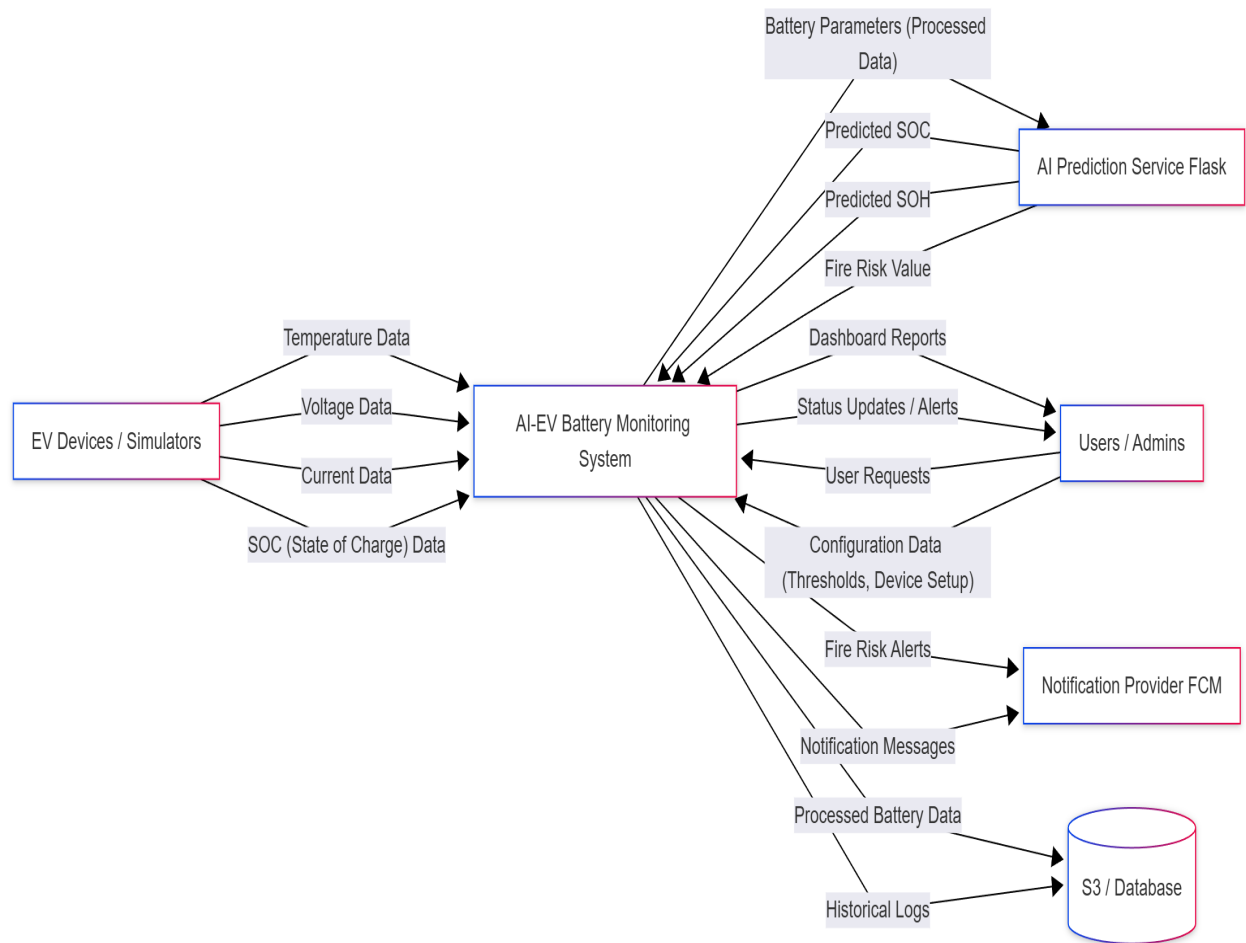 Battery Parameters (Processed
Data)
Predicted SOC
AI Prediction Service Flask
Predicted SOH
Fire Risk Value
Temperature Data
Dashboard Reports
Voltage Data
Status Updates / Alerts
AI-EV Battery Monitoring
System
EV Devices / Simulators
Users / Admins
Current Data
User Requests
SOC (State of Charge) Data
Configuration Data
(Thresholds, Device Setup)
Fire Risk Alerts
Notification Provider FCM
Notification Messages
Processed Battery Data
S3 / Database
Historical Logs